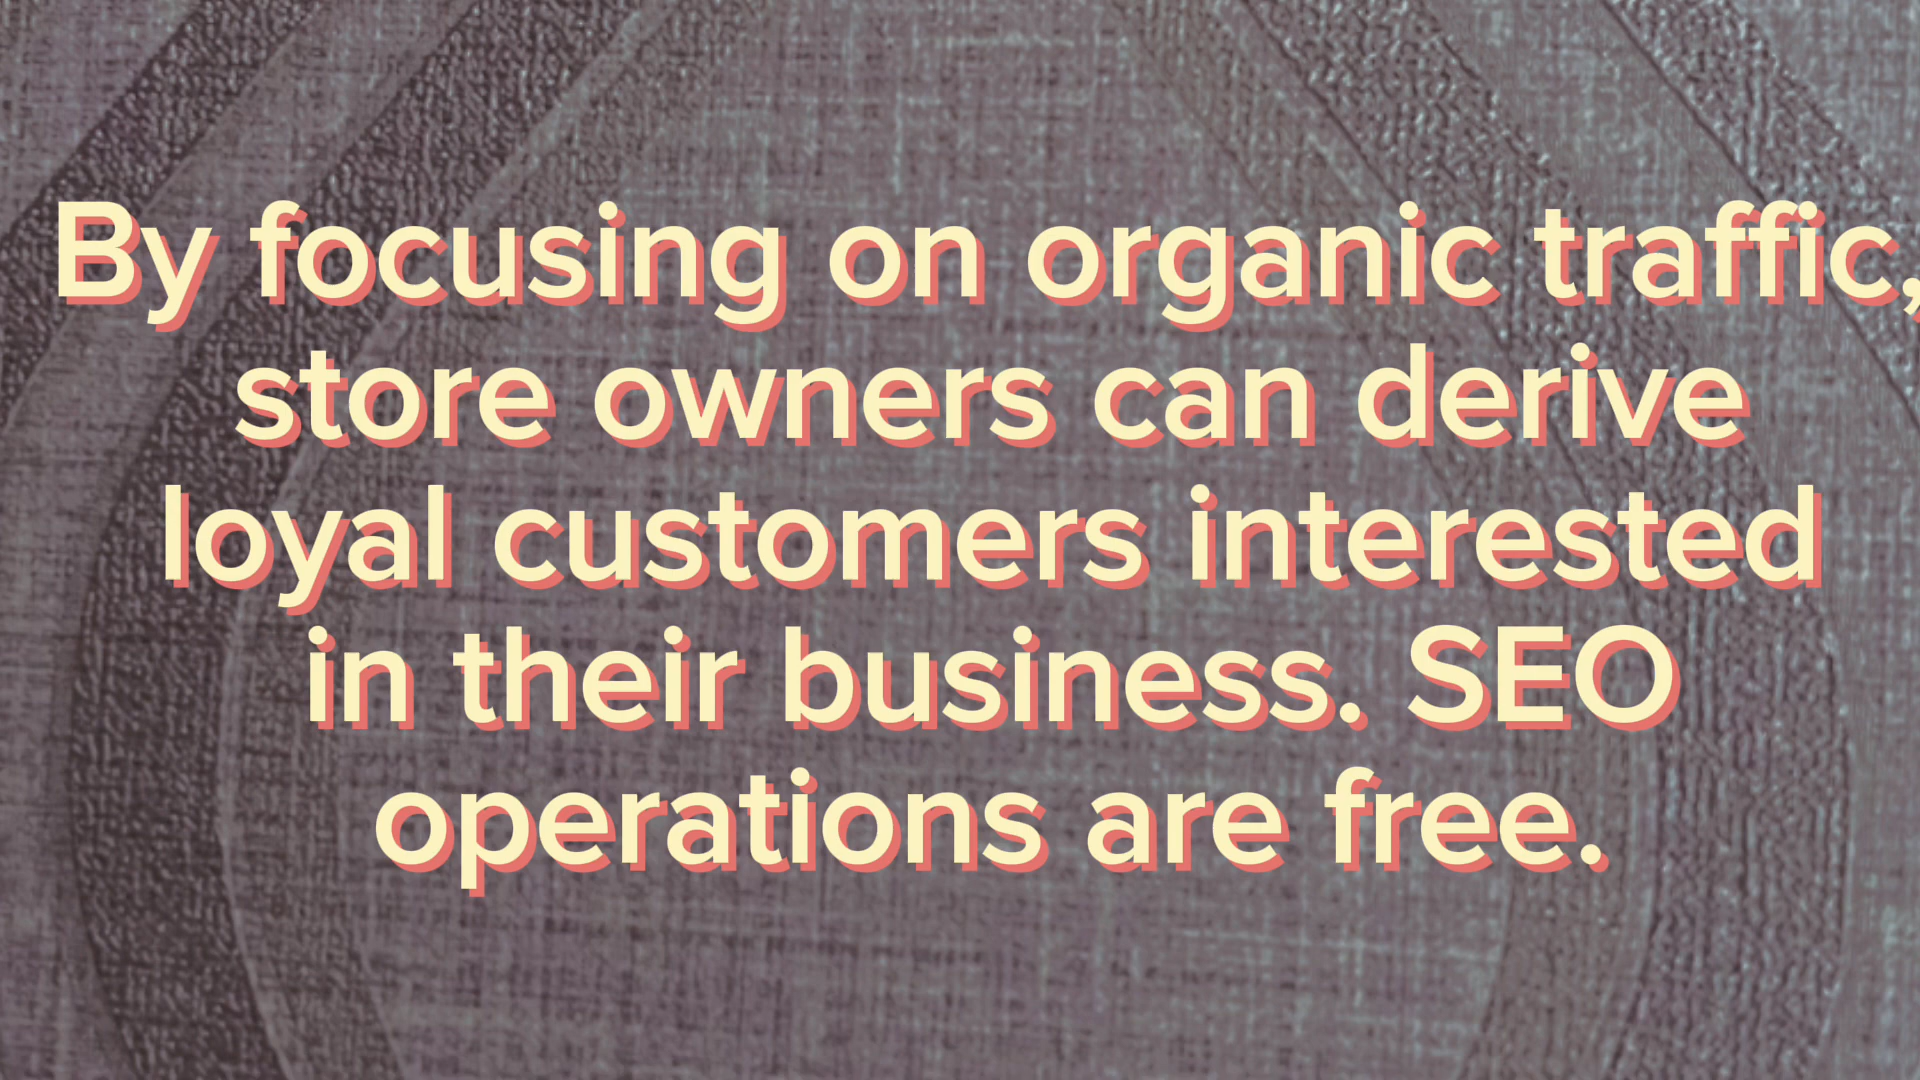 By focusing on organic traffic,
store owners can derive
loyal customers interested
in their business. SEO
operations are free.